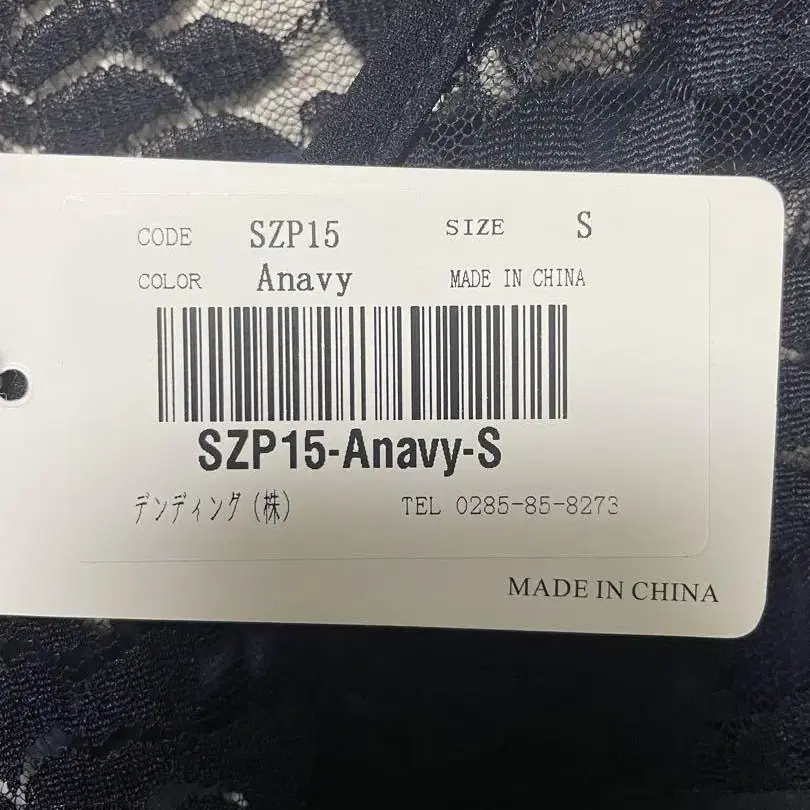 CODE SZP15 SIZE S
COLOR Anavy MADE IN CHINA
SZP15-Anavy-S
デンディング(株) TEL 0285-85-8273
MADE IN CHINA